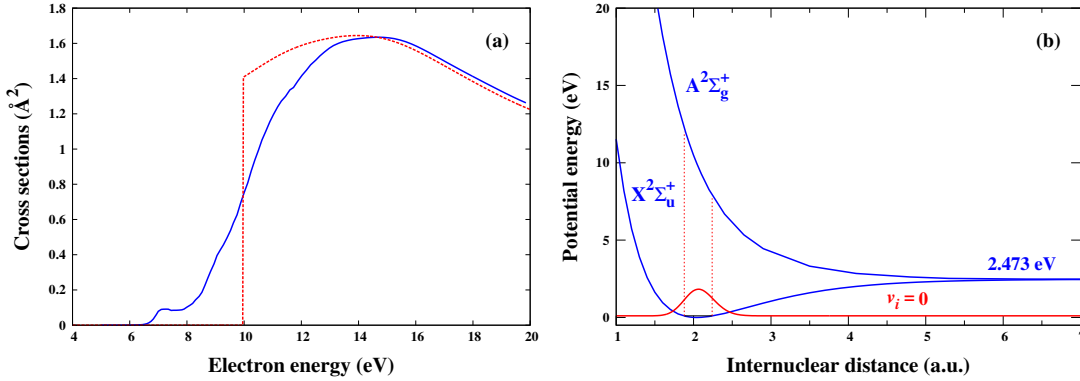 1.8
1.6
1.4
1.2
1
0.8
0.6
0.4
0.2
0
4 6 8 10 12 14 16 18 20
Cross sections (Å²)
Electron energy (eV)
(a)
20
15
10
5
0
1 2 3 4 5 6 7
Potential energy (eV)
Internuclear distance (a.u.)
(b)
A²Σg⁺
X²Σu⁺
2.473 eV
vi = 0